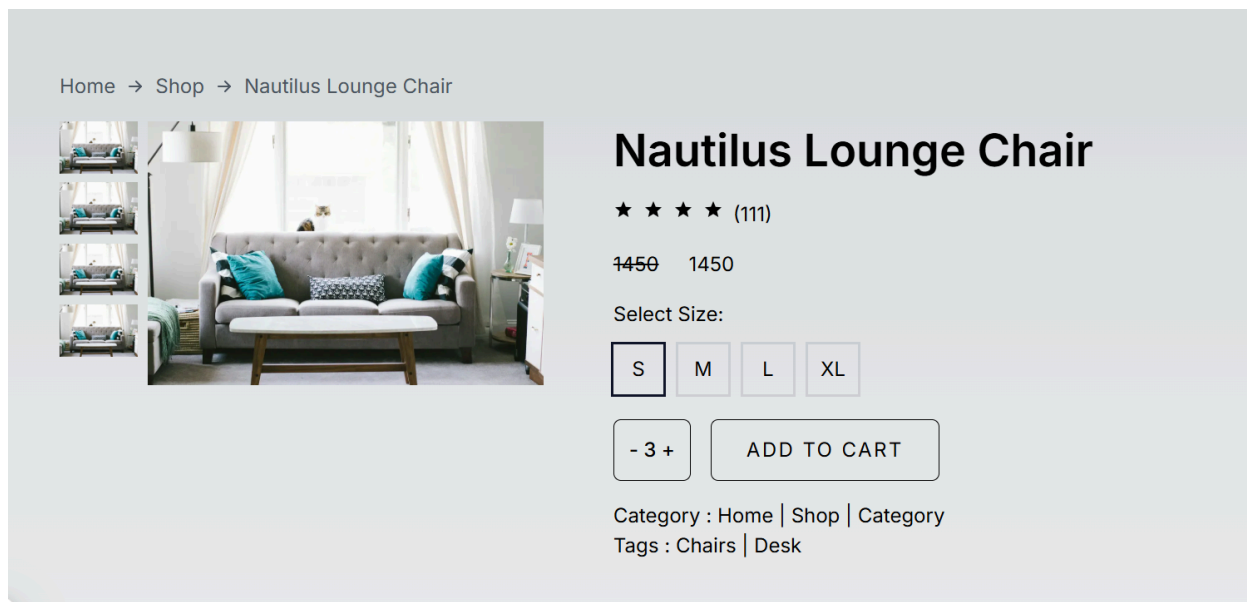 Home → Shop → Nautilus Lounge Chair
Nautilus Lounge Chair
★ ★ ★ ★ (111)
1450 1450
Select Size:
S M L XL
- 3 + ADD TO CART
Category : Home | Shop | Category
Tags : Chairs | Desk